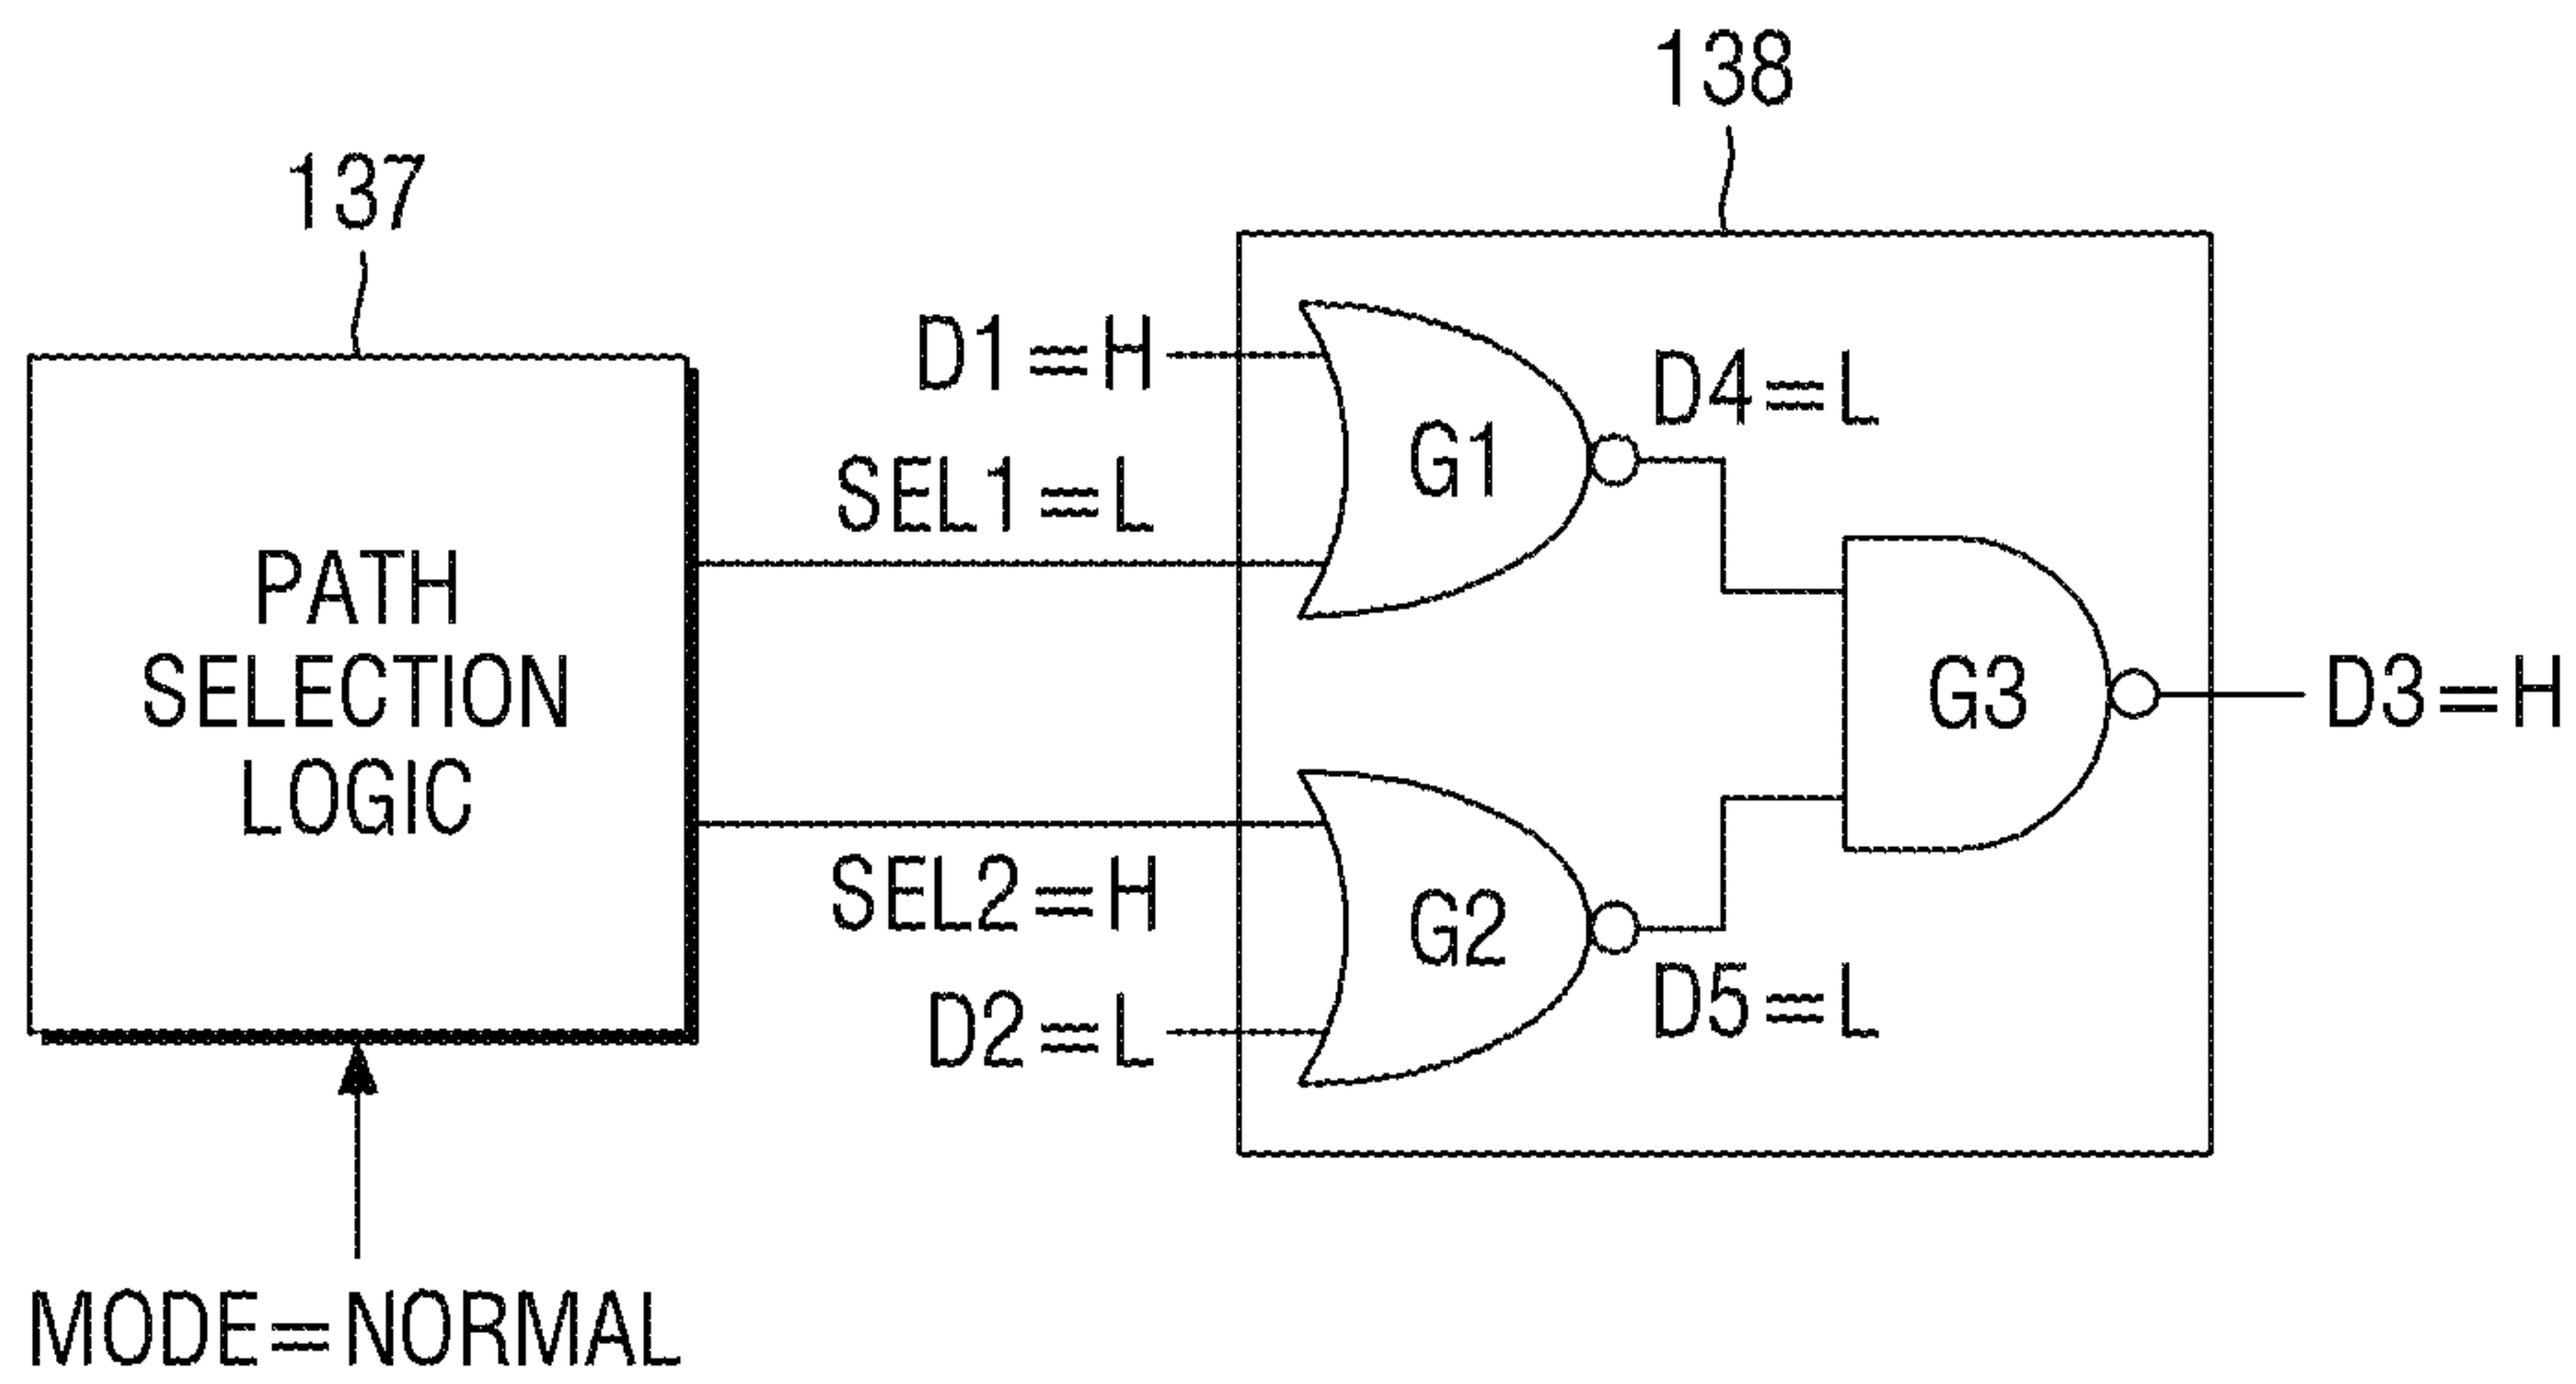 138
137
D1=H
D4=L
G1
SEL1=L
PATH
SELECTION
LOGIC
G3
D3=H
SEL2=H
G2
D5=L
D2=L
MODE=NORMAL